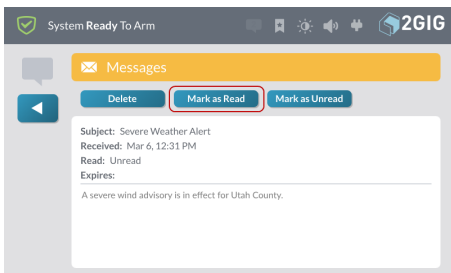 System Ready To Arm
2GIG
Messages
Delete
Mark as Read
Mark as Unread
Subject: Severe Weather Alert
Received: Mar 6, 12:31 PM
Read: Unread
Expires:
A severe wind advisory is in effect for Utah County.